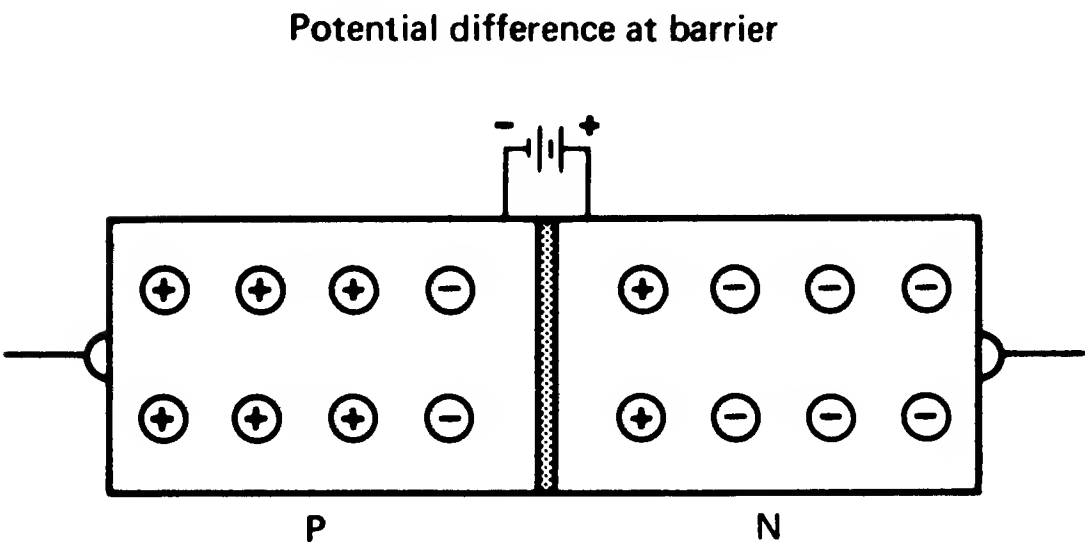 Potential difference at barrier
- +
+ + + - + - - -
+ + + - + - - -
P N